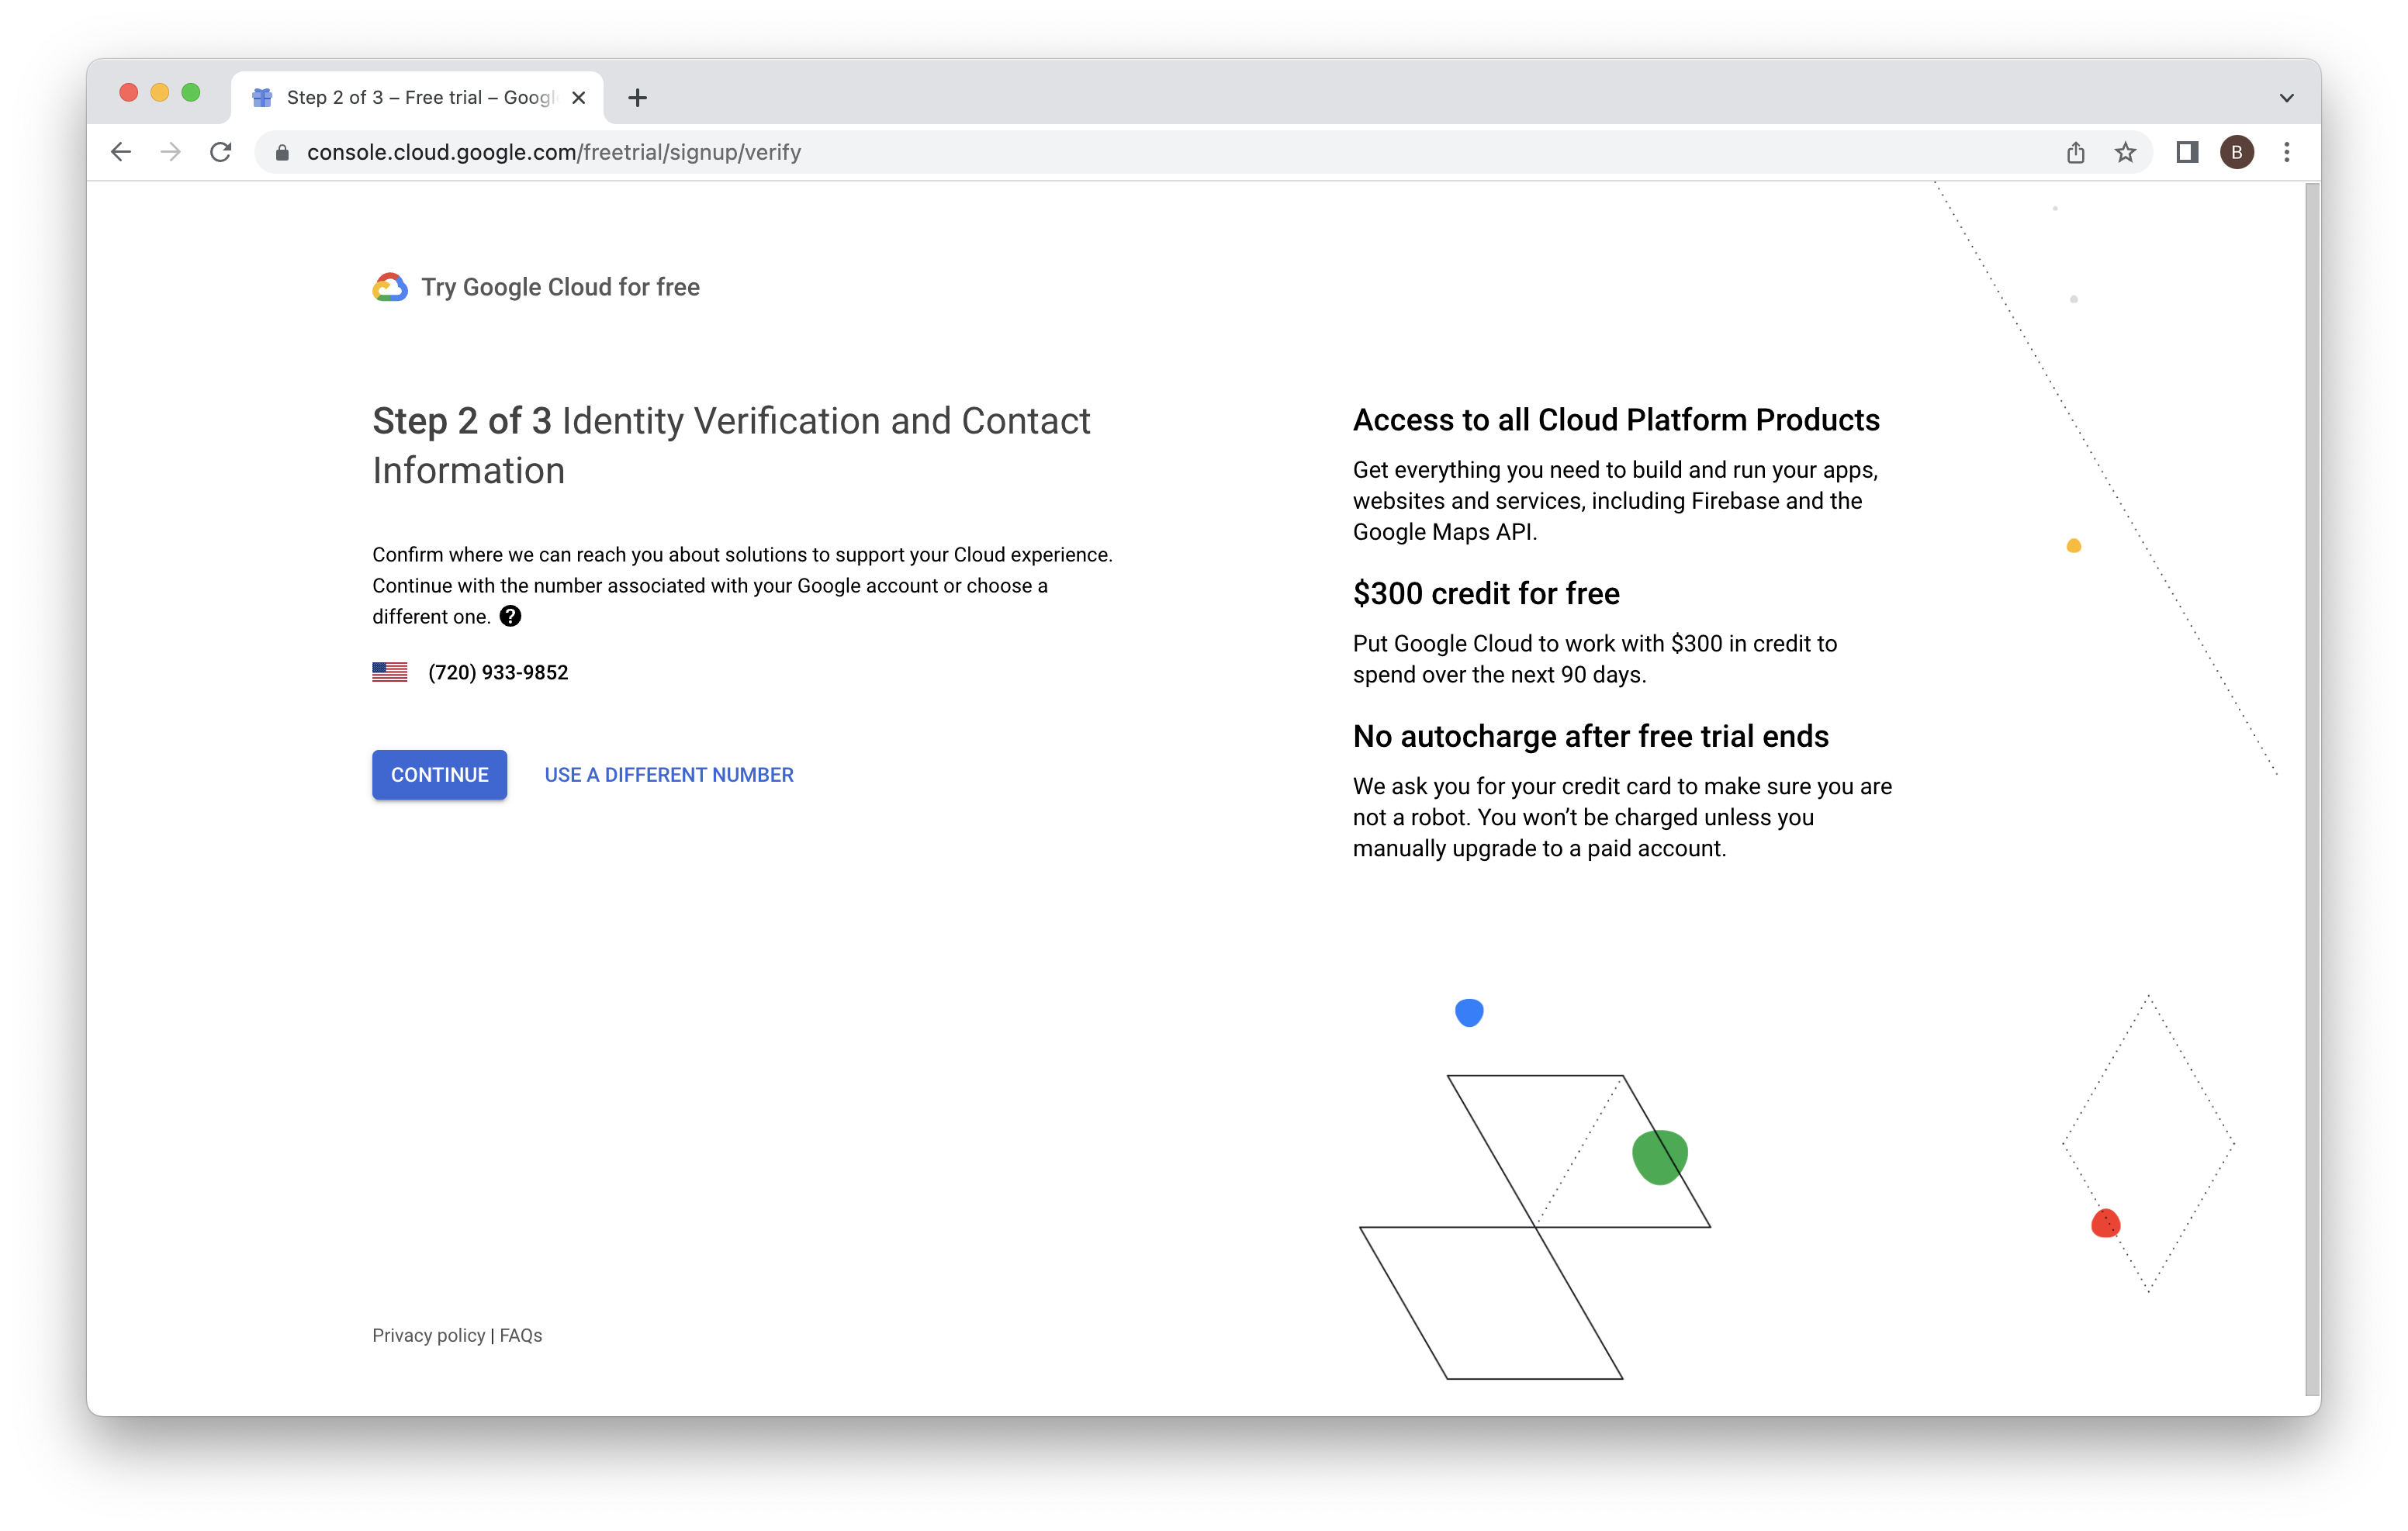 Step 2 of 3 – Free trial – Googl
console.cloud.google.com/freetrial/signup/verify
B
Try Google Cloud for free
Step 2 of 3 Identity Verification and Contact
Information
Confirm where we can reach you about solutions to support your Cloud experience.
Continue with the number associated with your Google account or choose a
different one. ?
(720) 933-9852
CONTINUE USE A DIFFERENT NUMBER
Access to all Cloud Platform Products
Get everything you need to build and run your apps,
websites and services, including Firebase and the
Google Maps API.
$300 credit for free
Put Google Cloud to work with $300 in credit to
spend over the next 90 days.
No autocharge after free trial ends
We ask you for your credit card to make sure you are
not a robot. You won’t be charged unless you
manually upgrade to a paid account.
Privacy policy | FAQs